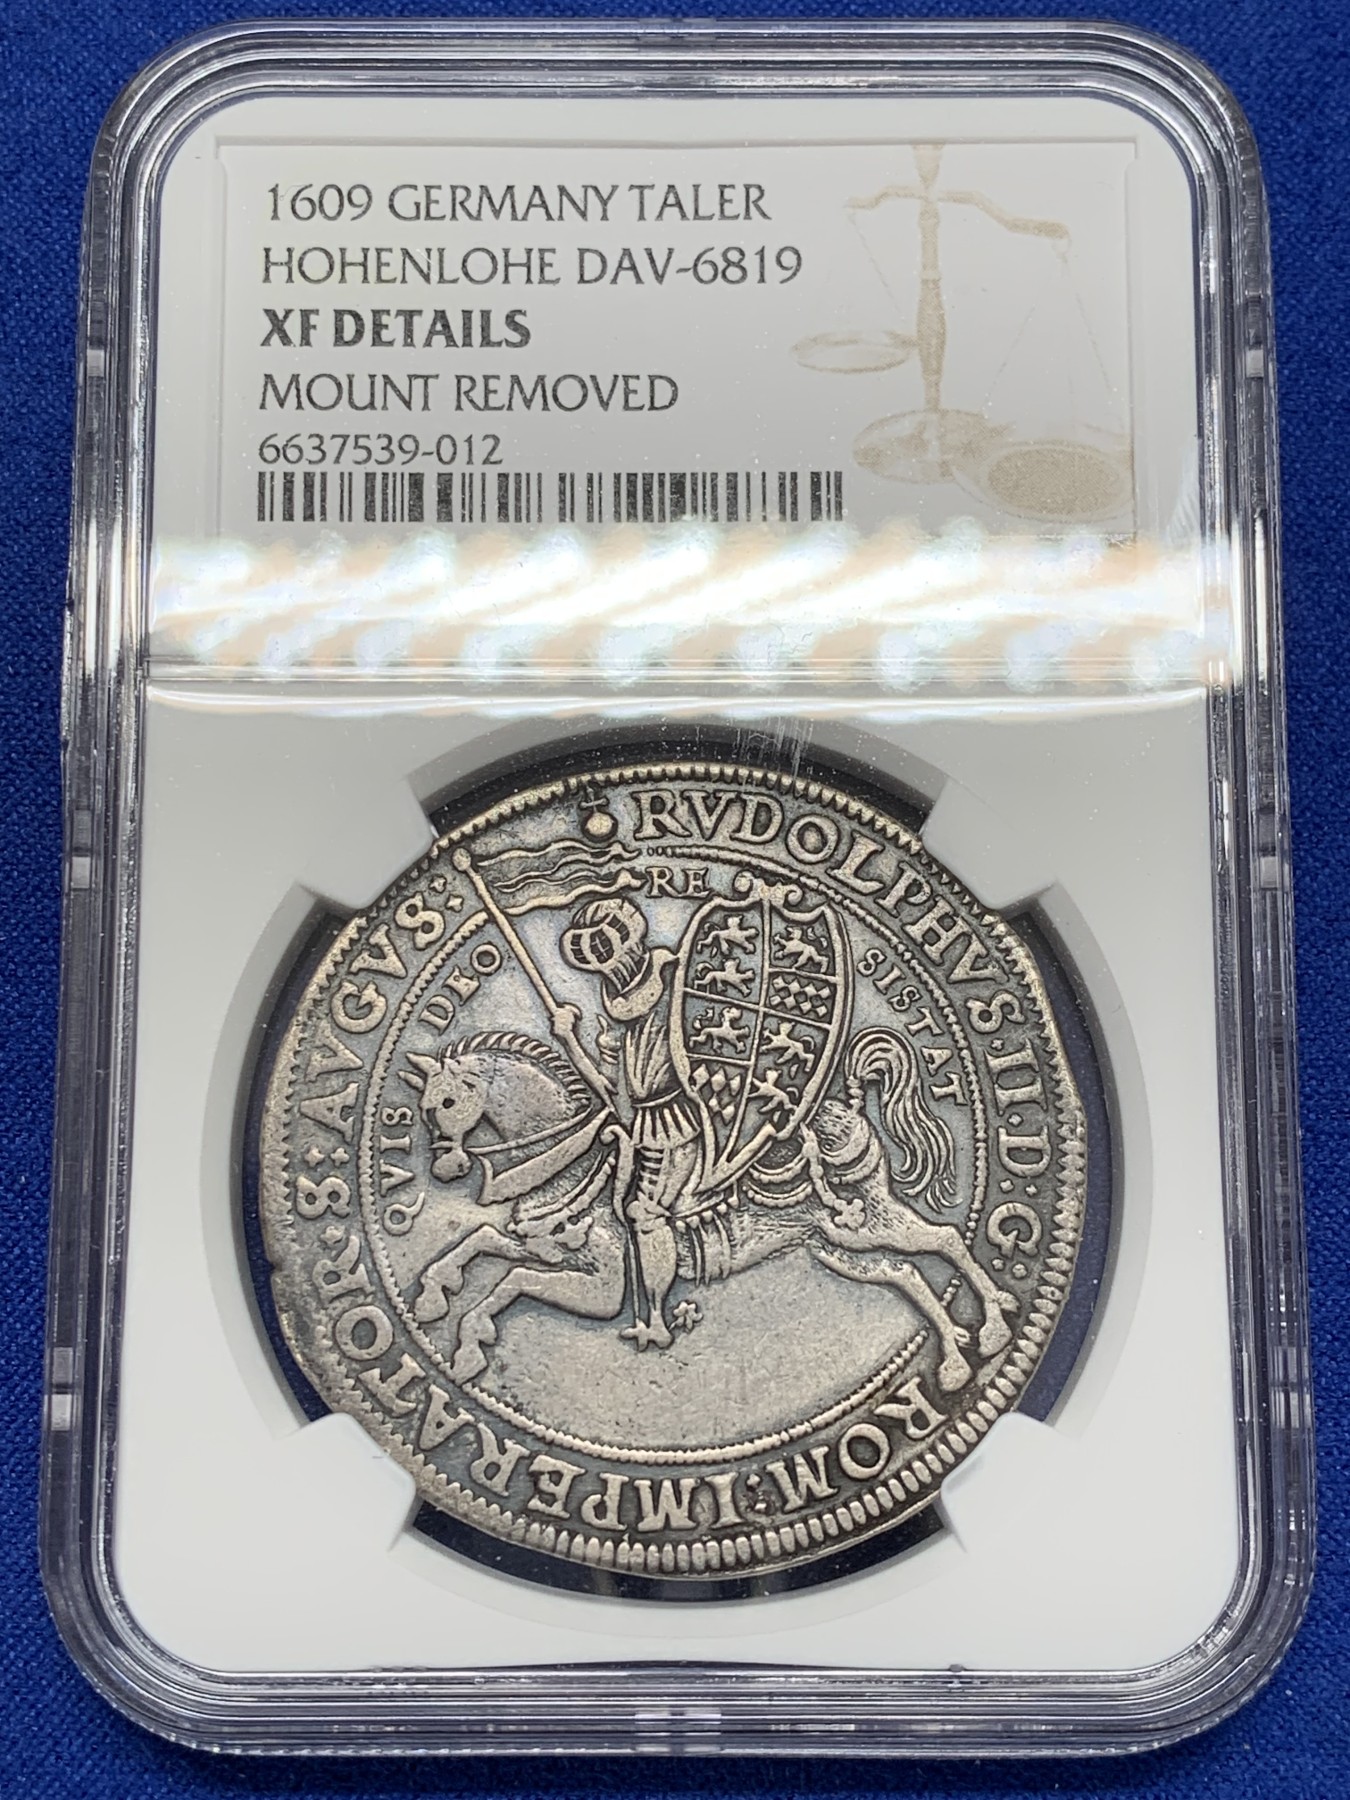 1609 GERMANY TALER
HOHENLOHE DAV-6819
XF DETAILS
MOUNT REMOVED
6637539-012
RVDOLPHVS·II·D:G: ROM:IMPERATOR·S:·AVGVS:
QVIS DEO RE SISTAT